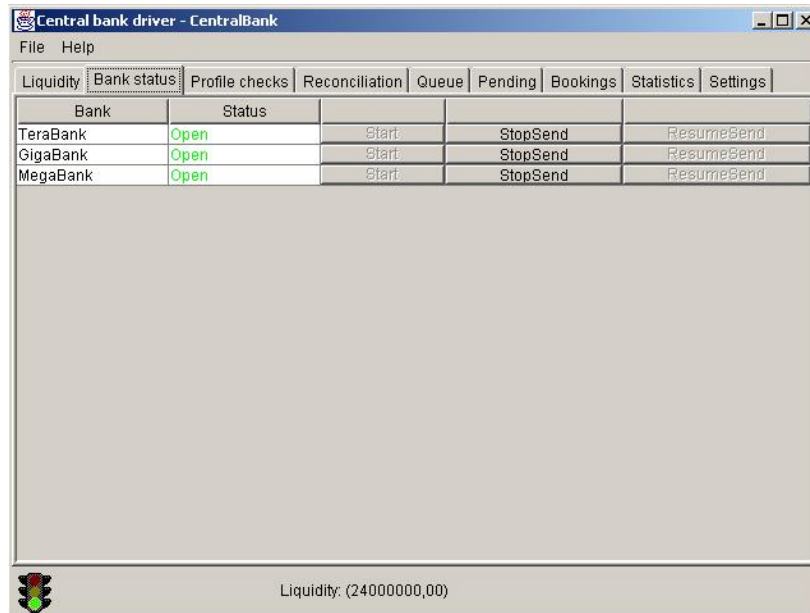 Central bank driver - CentralBank
File Help
Liquidity Bank status Profile checks Reconciliation Queue Pending Bookings Statistics Settings
Bank Status
TeraBank Open Start StopSend ResumeSend
GigaBank Open Start StopSend ResumeSend
MegaBank Open Start StopSend ResumeSend
Liquidity: (24000000,00)